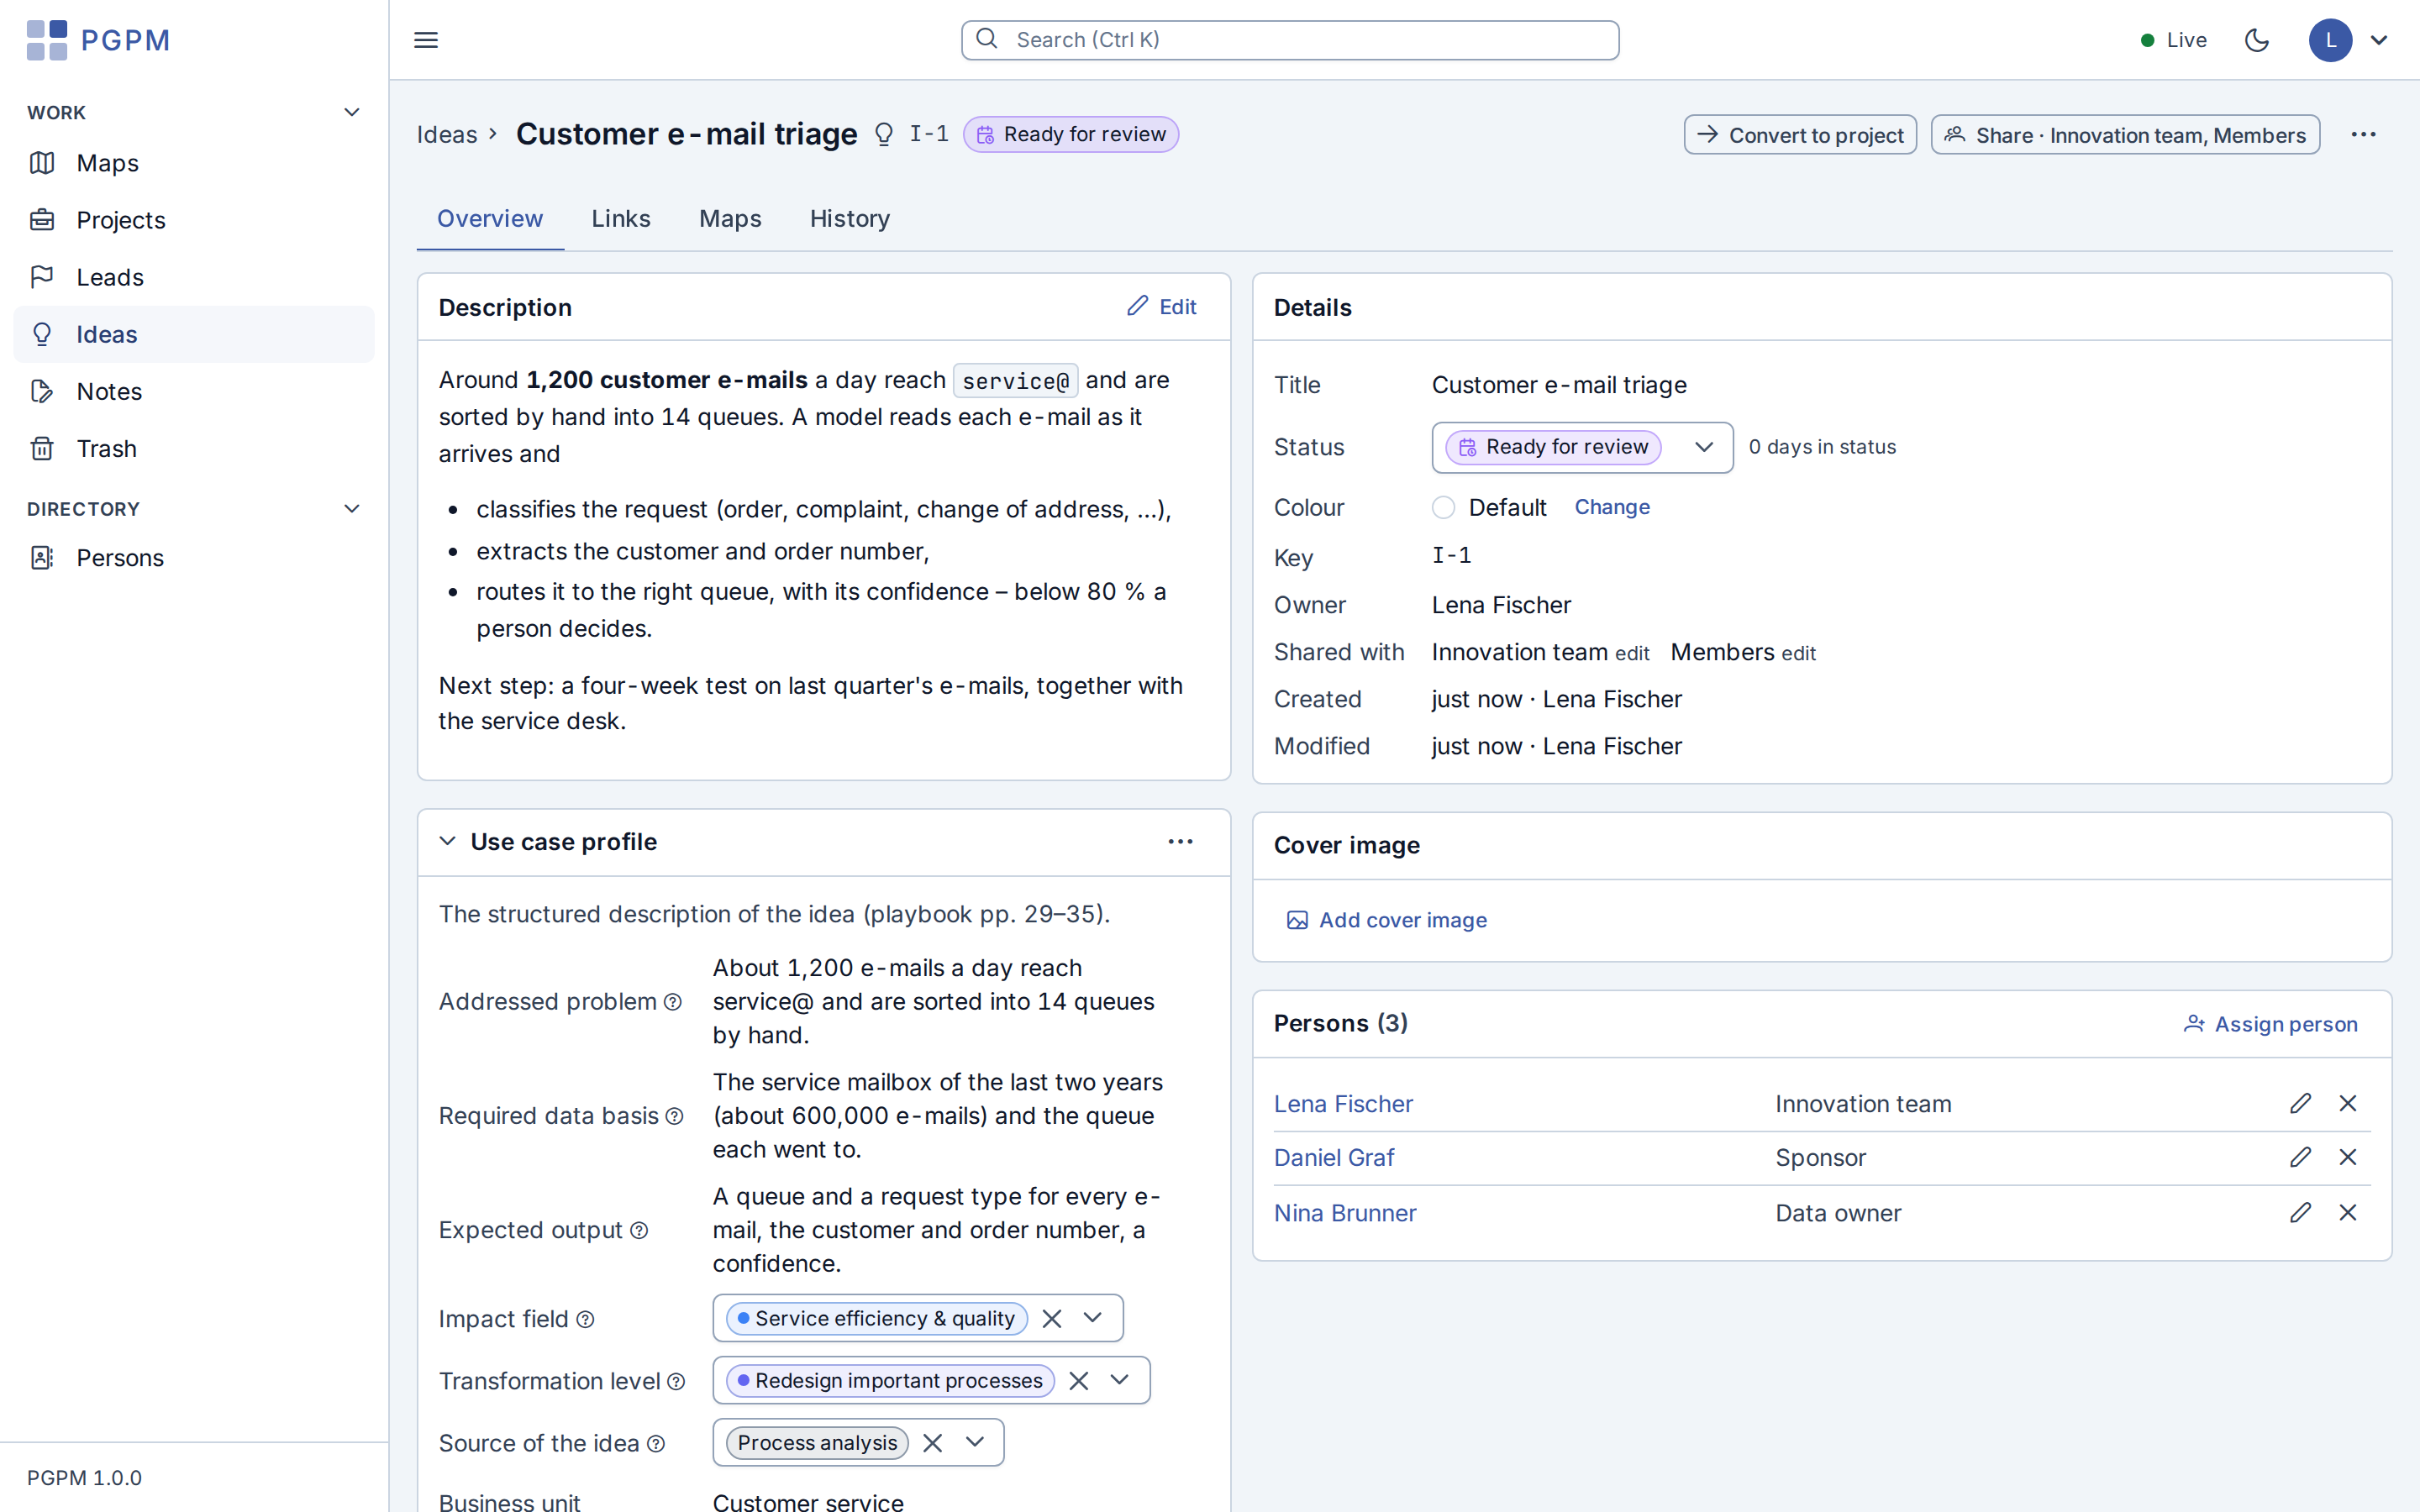 PGPM
Search (Ctrl K)
Live
L
WORK
Maps
Projects
Leads
Ideas
Notes
Trash
DIRECTORY
Persons
PGPM 1.0.0
Ideas
Customer e-mail triage
I-1
Ready for review
Convert to project
Share · Innovation team, Members
Overview
Links
Maps
History
Description
Edit
Around 1,200 customer e-mails a day reach service@ and are
sorted by hand into 14 queues. A model reads each e-mail as it
arrives and
• classifies the request (order, complaint, change of address, ...),
• extracts the customer and order number,
• routes it to the right queue, with its confidence – below 80 % a
person decides.
Next step: a four-week test on last quarter's e-mails, together with
the service desk.
Use case profile
The structured description of the idea (playbook pp. 29–35).
Addressed problem
About 1,200 e-mails a day reach
service@ and are sorted into 14 queues
by hand.
Required data basis
The service mailbox of the last two years
(about 600,000 e-mails) and the queue
each went to.
Expected output
A queue and a request type for every e-
mail, the customer and order number, a
confidence.
Impact field
Service efficiency & quality
Transformation level
Redesign important processes
Source of the idea
Process analysis
Business unit
Customer service
Details
Title
Customer e-mail triage
Status
Ready for review
0 days in status
Colour
Default
Change
Key
I-1
Owner
Lena Fischer
Shared with
Innovation team edit Members edit
Created
just now · Lena Fischer
Modified
just now · Lena Fischer
Cover image
Add cover image
Persons (3)
Assign person
Lena Fischer
Innovation team
Daniel Graf
Sponsor
Nina Brunner
Data owner